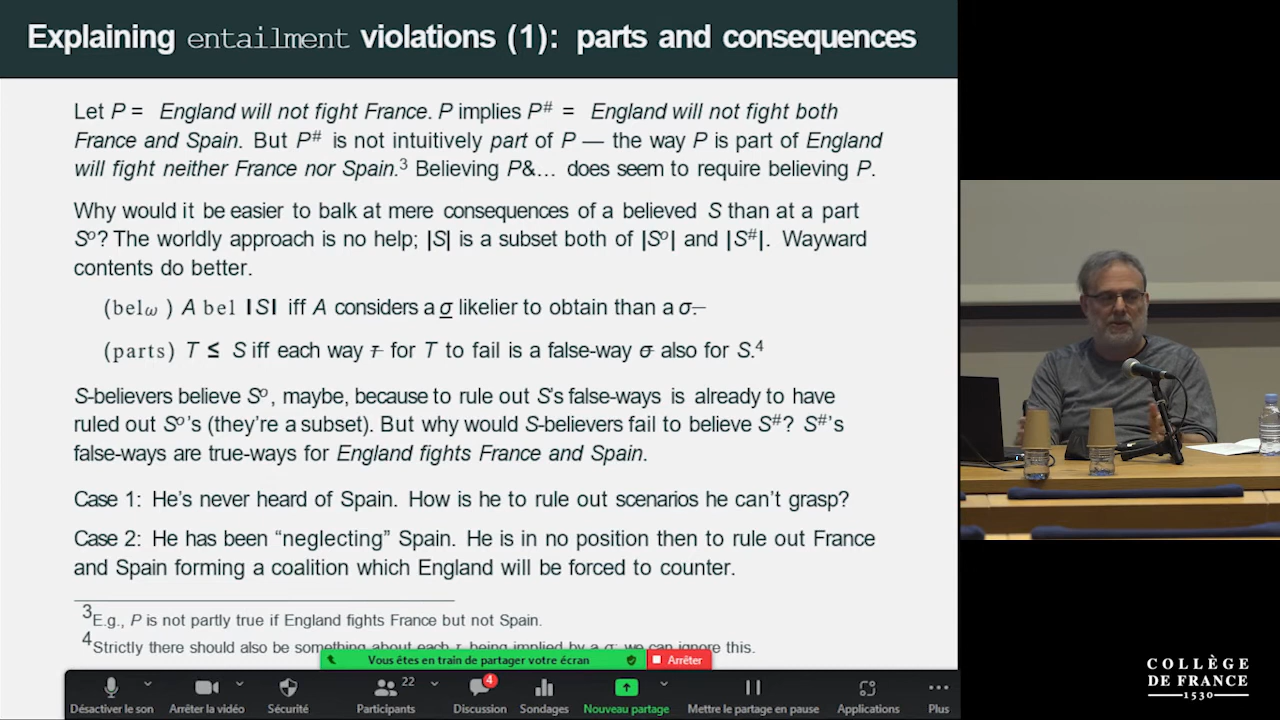 Explaining entailment violations (1): parts and consequences
Let P = England will not fight France. P implies P# = England will not fight both
France and Spain. But P# is not intuitively part of P — the way P is part of England
will fight neither France nor Spain.3 Believing P&... does seem to require believing P.
Why would it be easier to balk at mere consequences of a believed S than at a part
So? The worldly approach is no help; |S| is a subset both of |So| and |S#|. Wayward
contents do better.
(belω ) A bel ISI iff A considers a σ likelier to obtain than a σ.
(parts) T ≤ S iff each way τ for T to fail is a false-way σ also for S.4
S-believers believe So, maybe, because to rule out S's false-ways is already to have
ruled out So's (they're a subset). But why would S-believers fail to believe S#? S#'s
false-ways are true-ways for England fights France and Spain.
Case 1: He's never heard of Spain. How is he to rule out scenarios he can't grasp?
Case 2: He has been “neglecting” Spain. He is in no position then to rule out France
and Spain forming a coalition which England will be forced to counter.
3E.g., P is not partly true if England fights France but not Spain.
4Strictly there should also be something about each τ being implied by a σ; we can ignore this.
Vous êtes en train de partager votre écran
Arrêter
22
4
Désactiver le son
Arrêter la vidéo
Sécurité
Participants
Discussion
Sondages
Nouveau partage
Mettre le partage en pause
Applications
Plus
COLLÈGE
DE FRANCE
1530